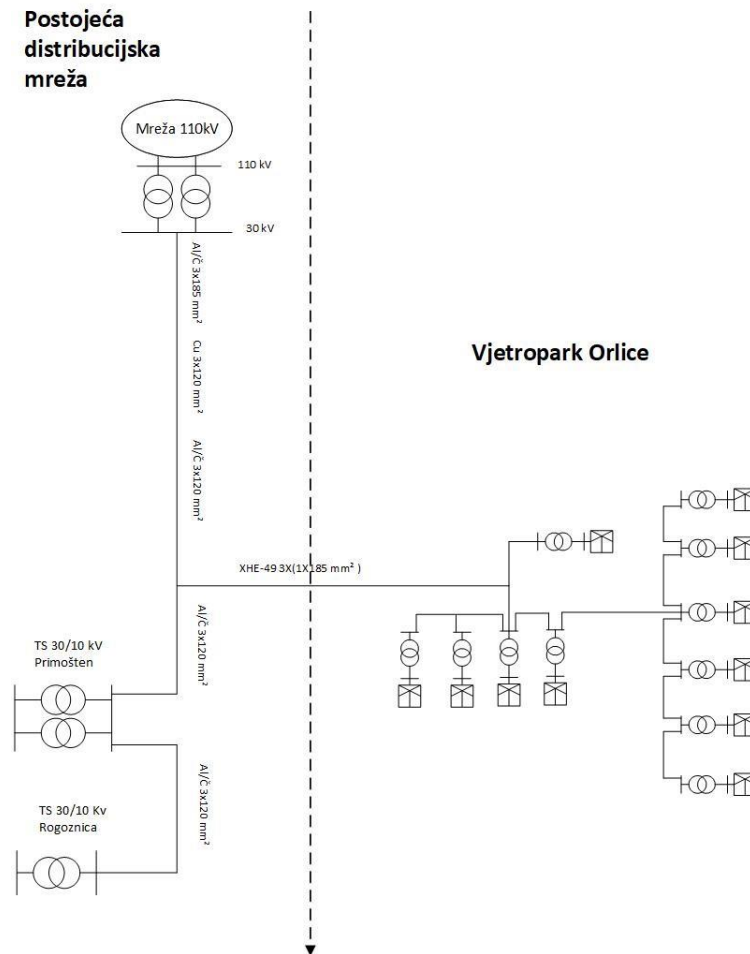 Postojeća
distribucijska
mreža
Mreža 110kV
110 kV
30 kV
Al/Č 3x185 mm²
Cu 3x120 mm²
Al/Č 3x120 mm²
Vjetropark Orlice
XHE-49 3X(1X185 mm² )
Al/Č 3x120 mm²
TS 30/10 kV
Primošten
Al/Č 3x120 mm²
TS 30/10 Kv
Rogoznica